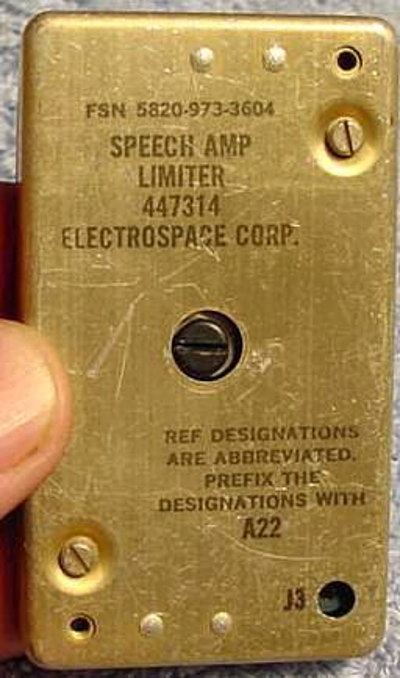 FSN 5820-973-3604
SPEECH AMP
LIMITER
447314
ELECTROSPACE CORP.
REF DESIGNATIONS
ARE ABBREVIATED.
PREFIX THE
DESIGNATIONS WITH
A22
J3